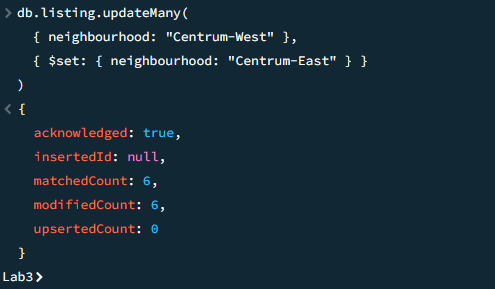 > db.listing.updateMany(
    { neighbourhood: "Centrum-West" },
    { $set: { neighbourhood: "Centrum-East" } }
  )
< {
    acknowledged: true,
    insertedId: null,
    matchedCount: 6,
    modifiedCount: 6,
    upsertedCount: 0
  }
Lab3>